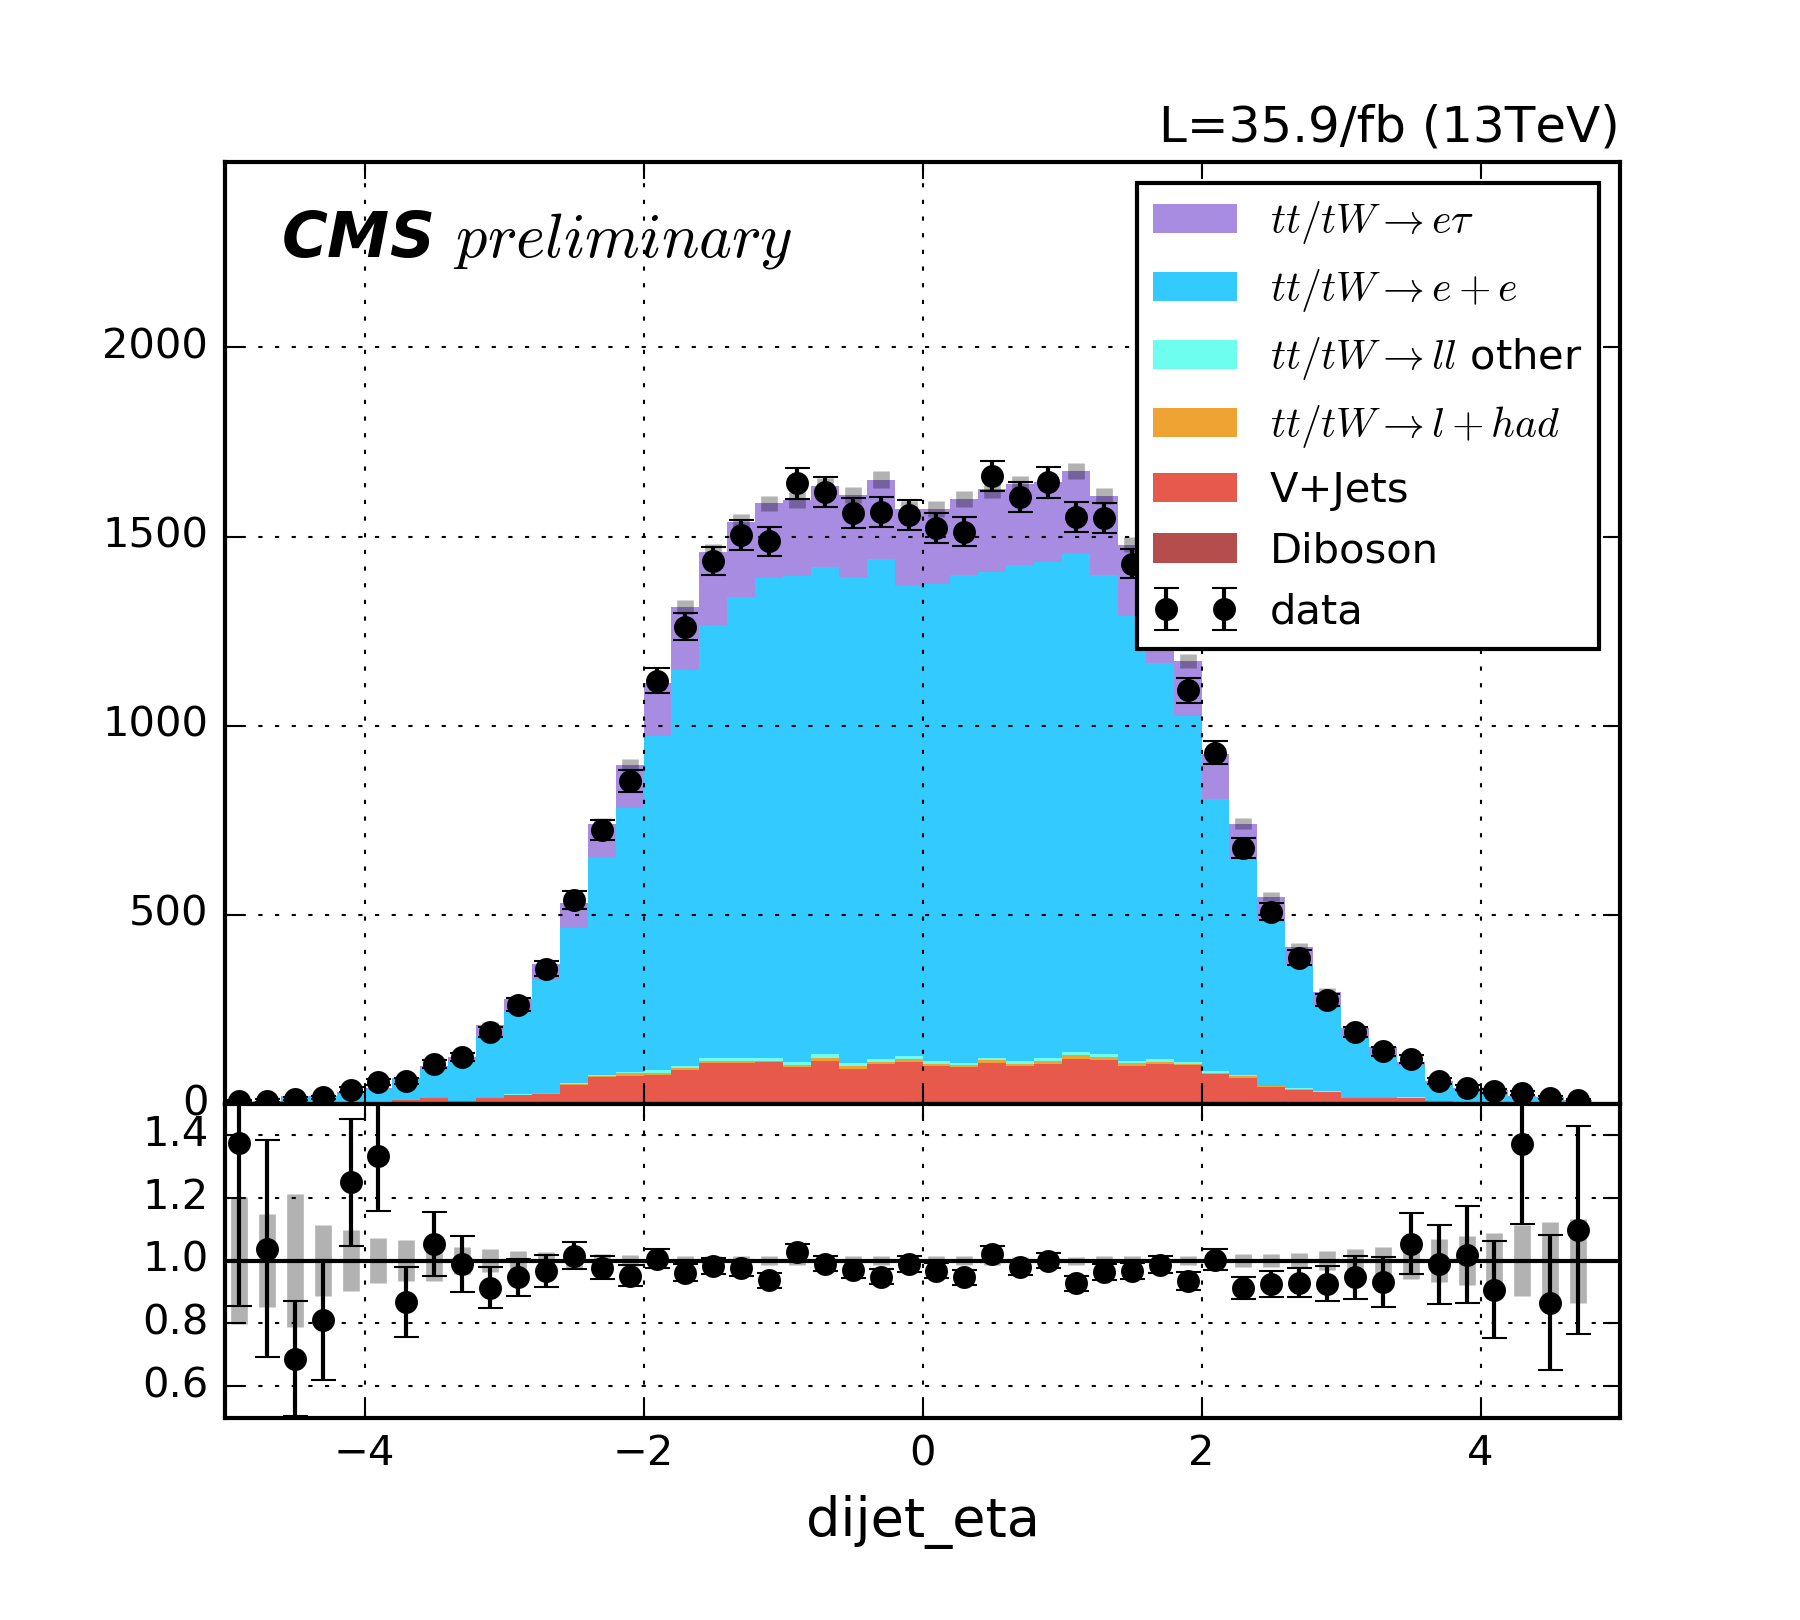 L=35.9/fb (13TeV)
CMS preliminary
tt/tW→eτ
tt/tW→e+e
tt/tW→ll other
tt/tW→l+had
V+Jets
Diboson
data
2000
1500
1000
500
0
1.4
1.2
1.0
0.8
0.6
−4 −2 0 2 4
dijet_eta